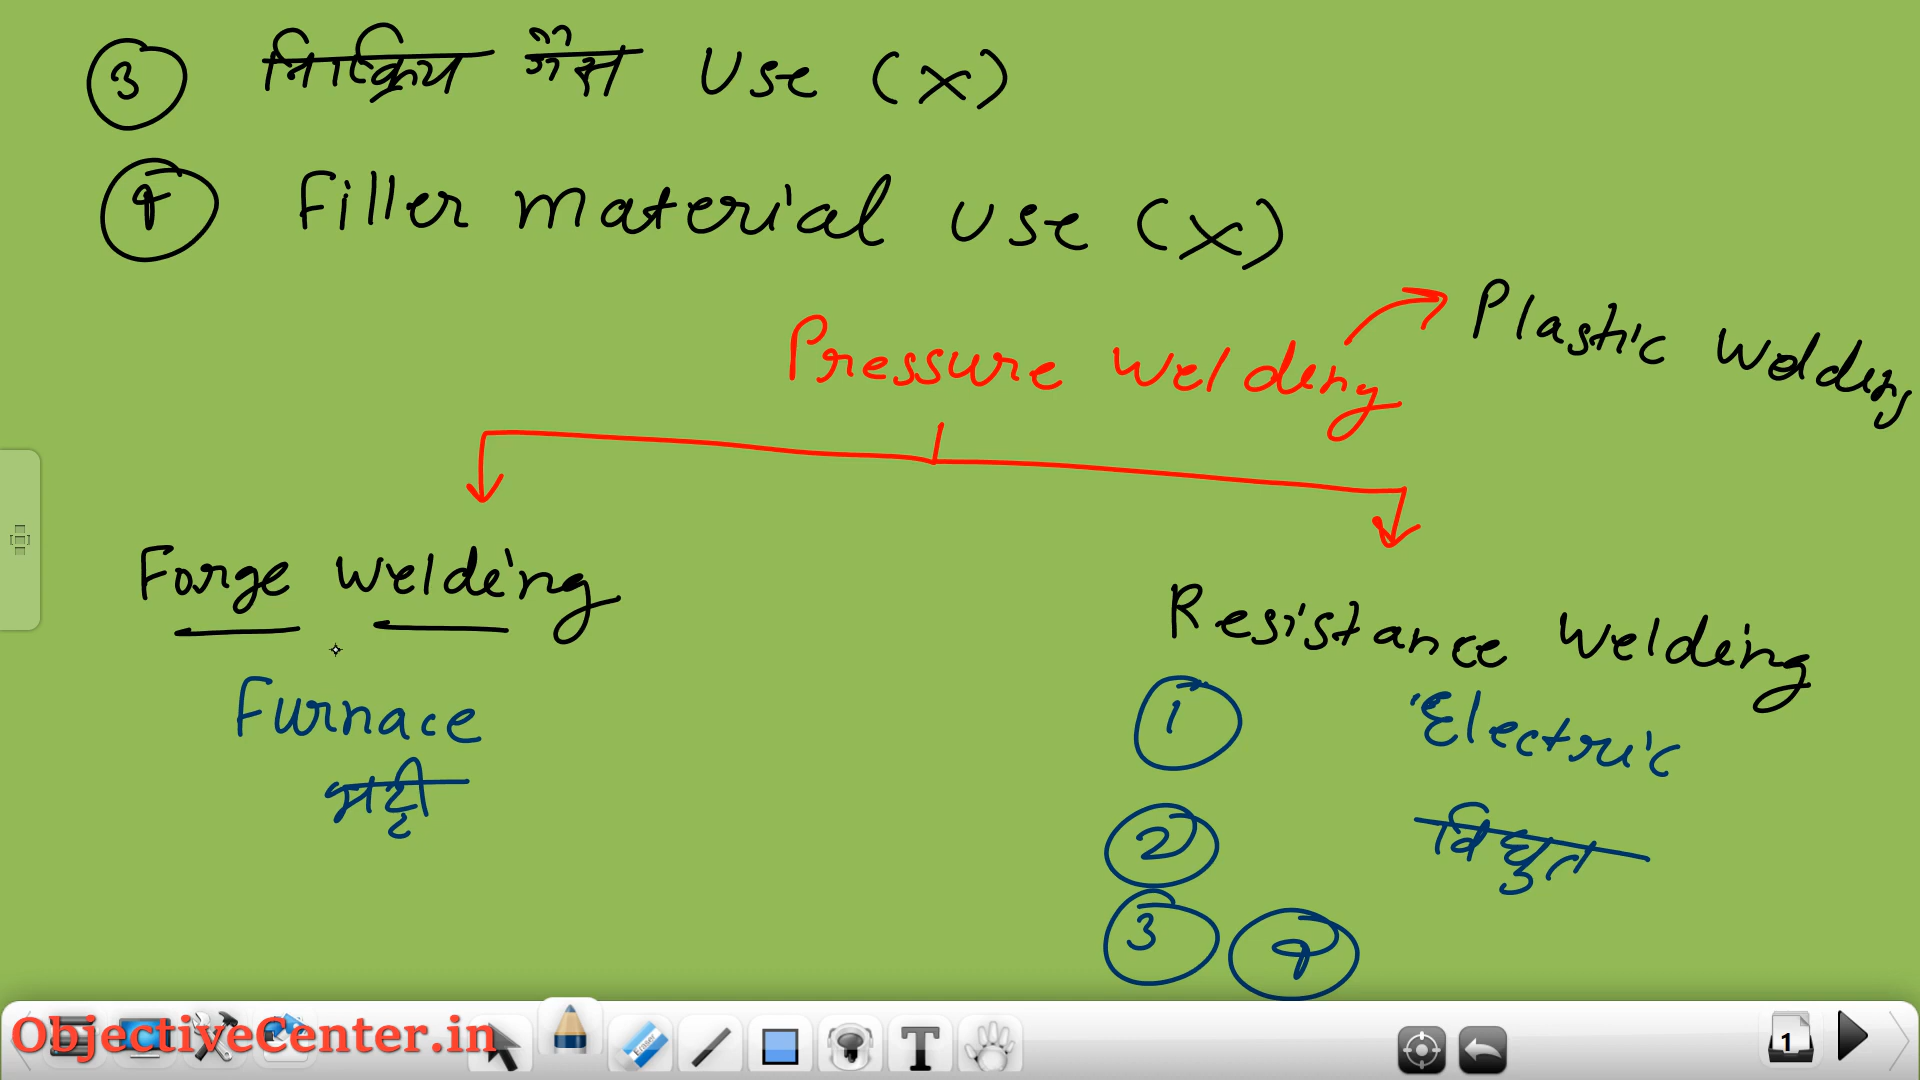 3 निष्क्रिय गैस Use (X)
4 Filler material use (X)
Pressure Welding → Plastic Welding
Forge Welding
Resistance Welding
Furnace
भट्टी
1 Electric
2 विद्युत
3 4
ObjectiveCenter.in
Eraser
T
1